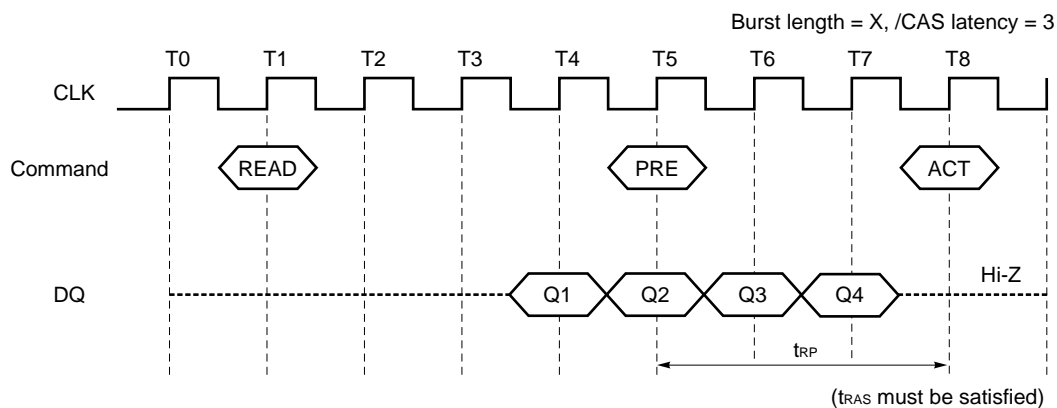 Burst length = X, /CAS latency = 3
T0 T1 T2 T3 T4 T5 T6 T7 T8
CLK
Command READ PRE ACT
Hi-Z
DQ Q1 Q2 Q3 Q4
tRP
(tRAS must be satisfied)